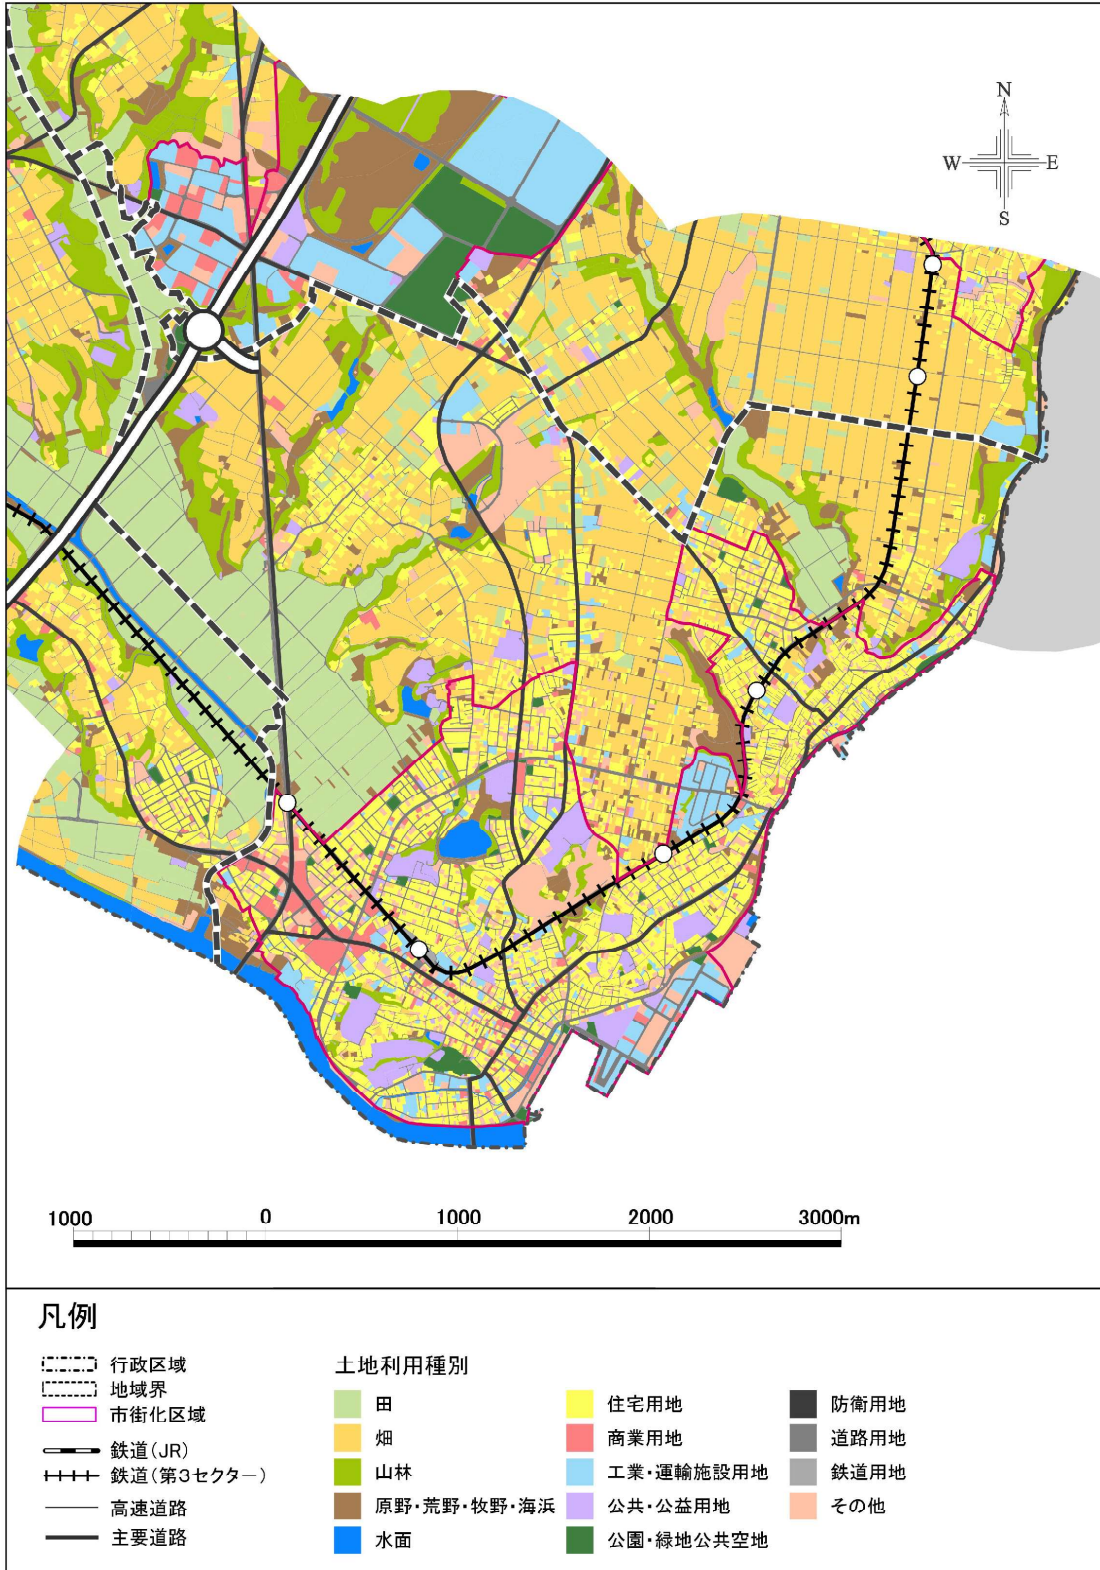 N
W E
S
1000 0 1000 2000 3000m
凡例
行政区域
地域界
市街化区域
鉄道(JR)
鉄道(第3セクター)
高速道路
主要道路
土地利用種別
田
畑
山林
原野・荒野・牧野・海浜
水面
住宅用地
商業用地
工業・運輸施設用地
公共・公益用地
公園・緑地公共空地
防衛用地
道路用地
鉄道用地
その他